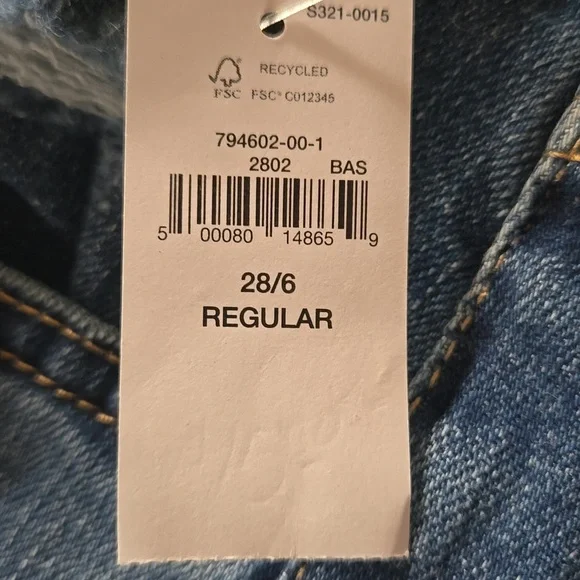 S321-0015
RECYCLED
FSC FSC® C012345
794602-00-1
2802 BAS
5 00080 14865 9
28/6
REGULAR